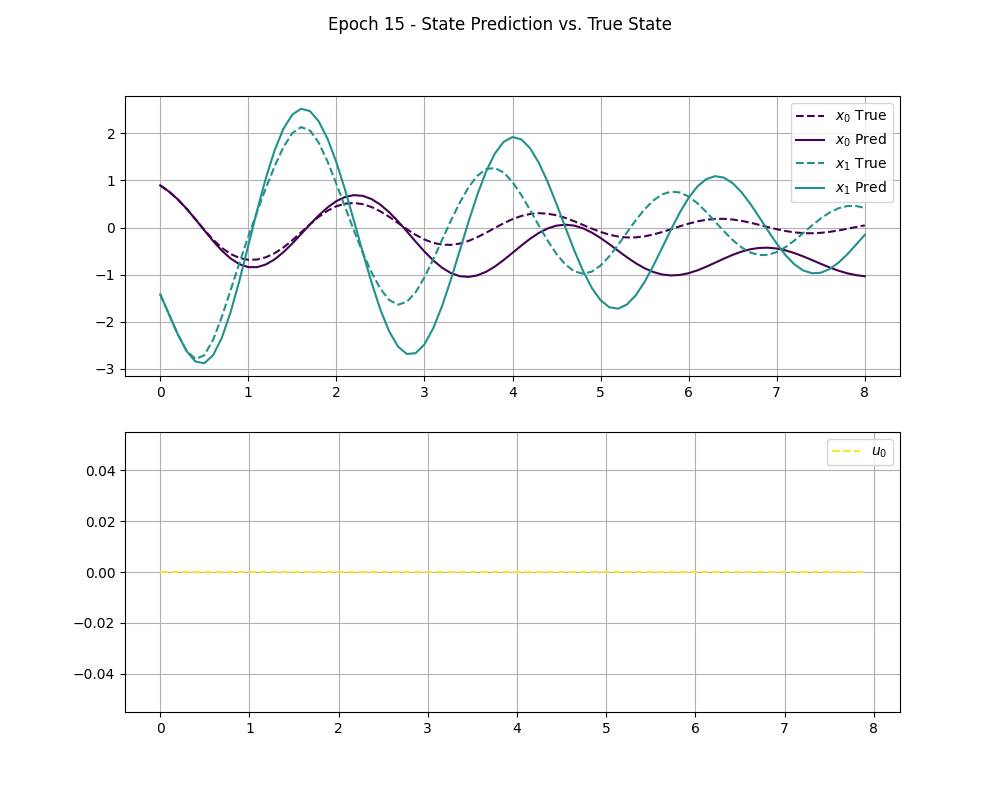 Epoch 15 - State Prediction vs. True State
x₀ True
x₀ Pred
x₁ True
x₁ Pred
2
1
0
−1
−2
−3
0 1 2 3 4 5 6 7 8
u₀
0.04
0.02
0.00
−0.02
−0.04
0 1 2 3 4 5 6 7 8